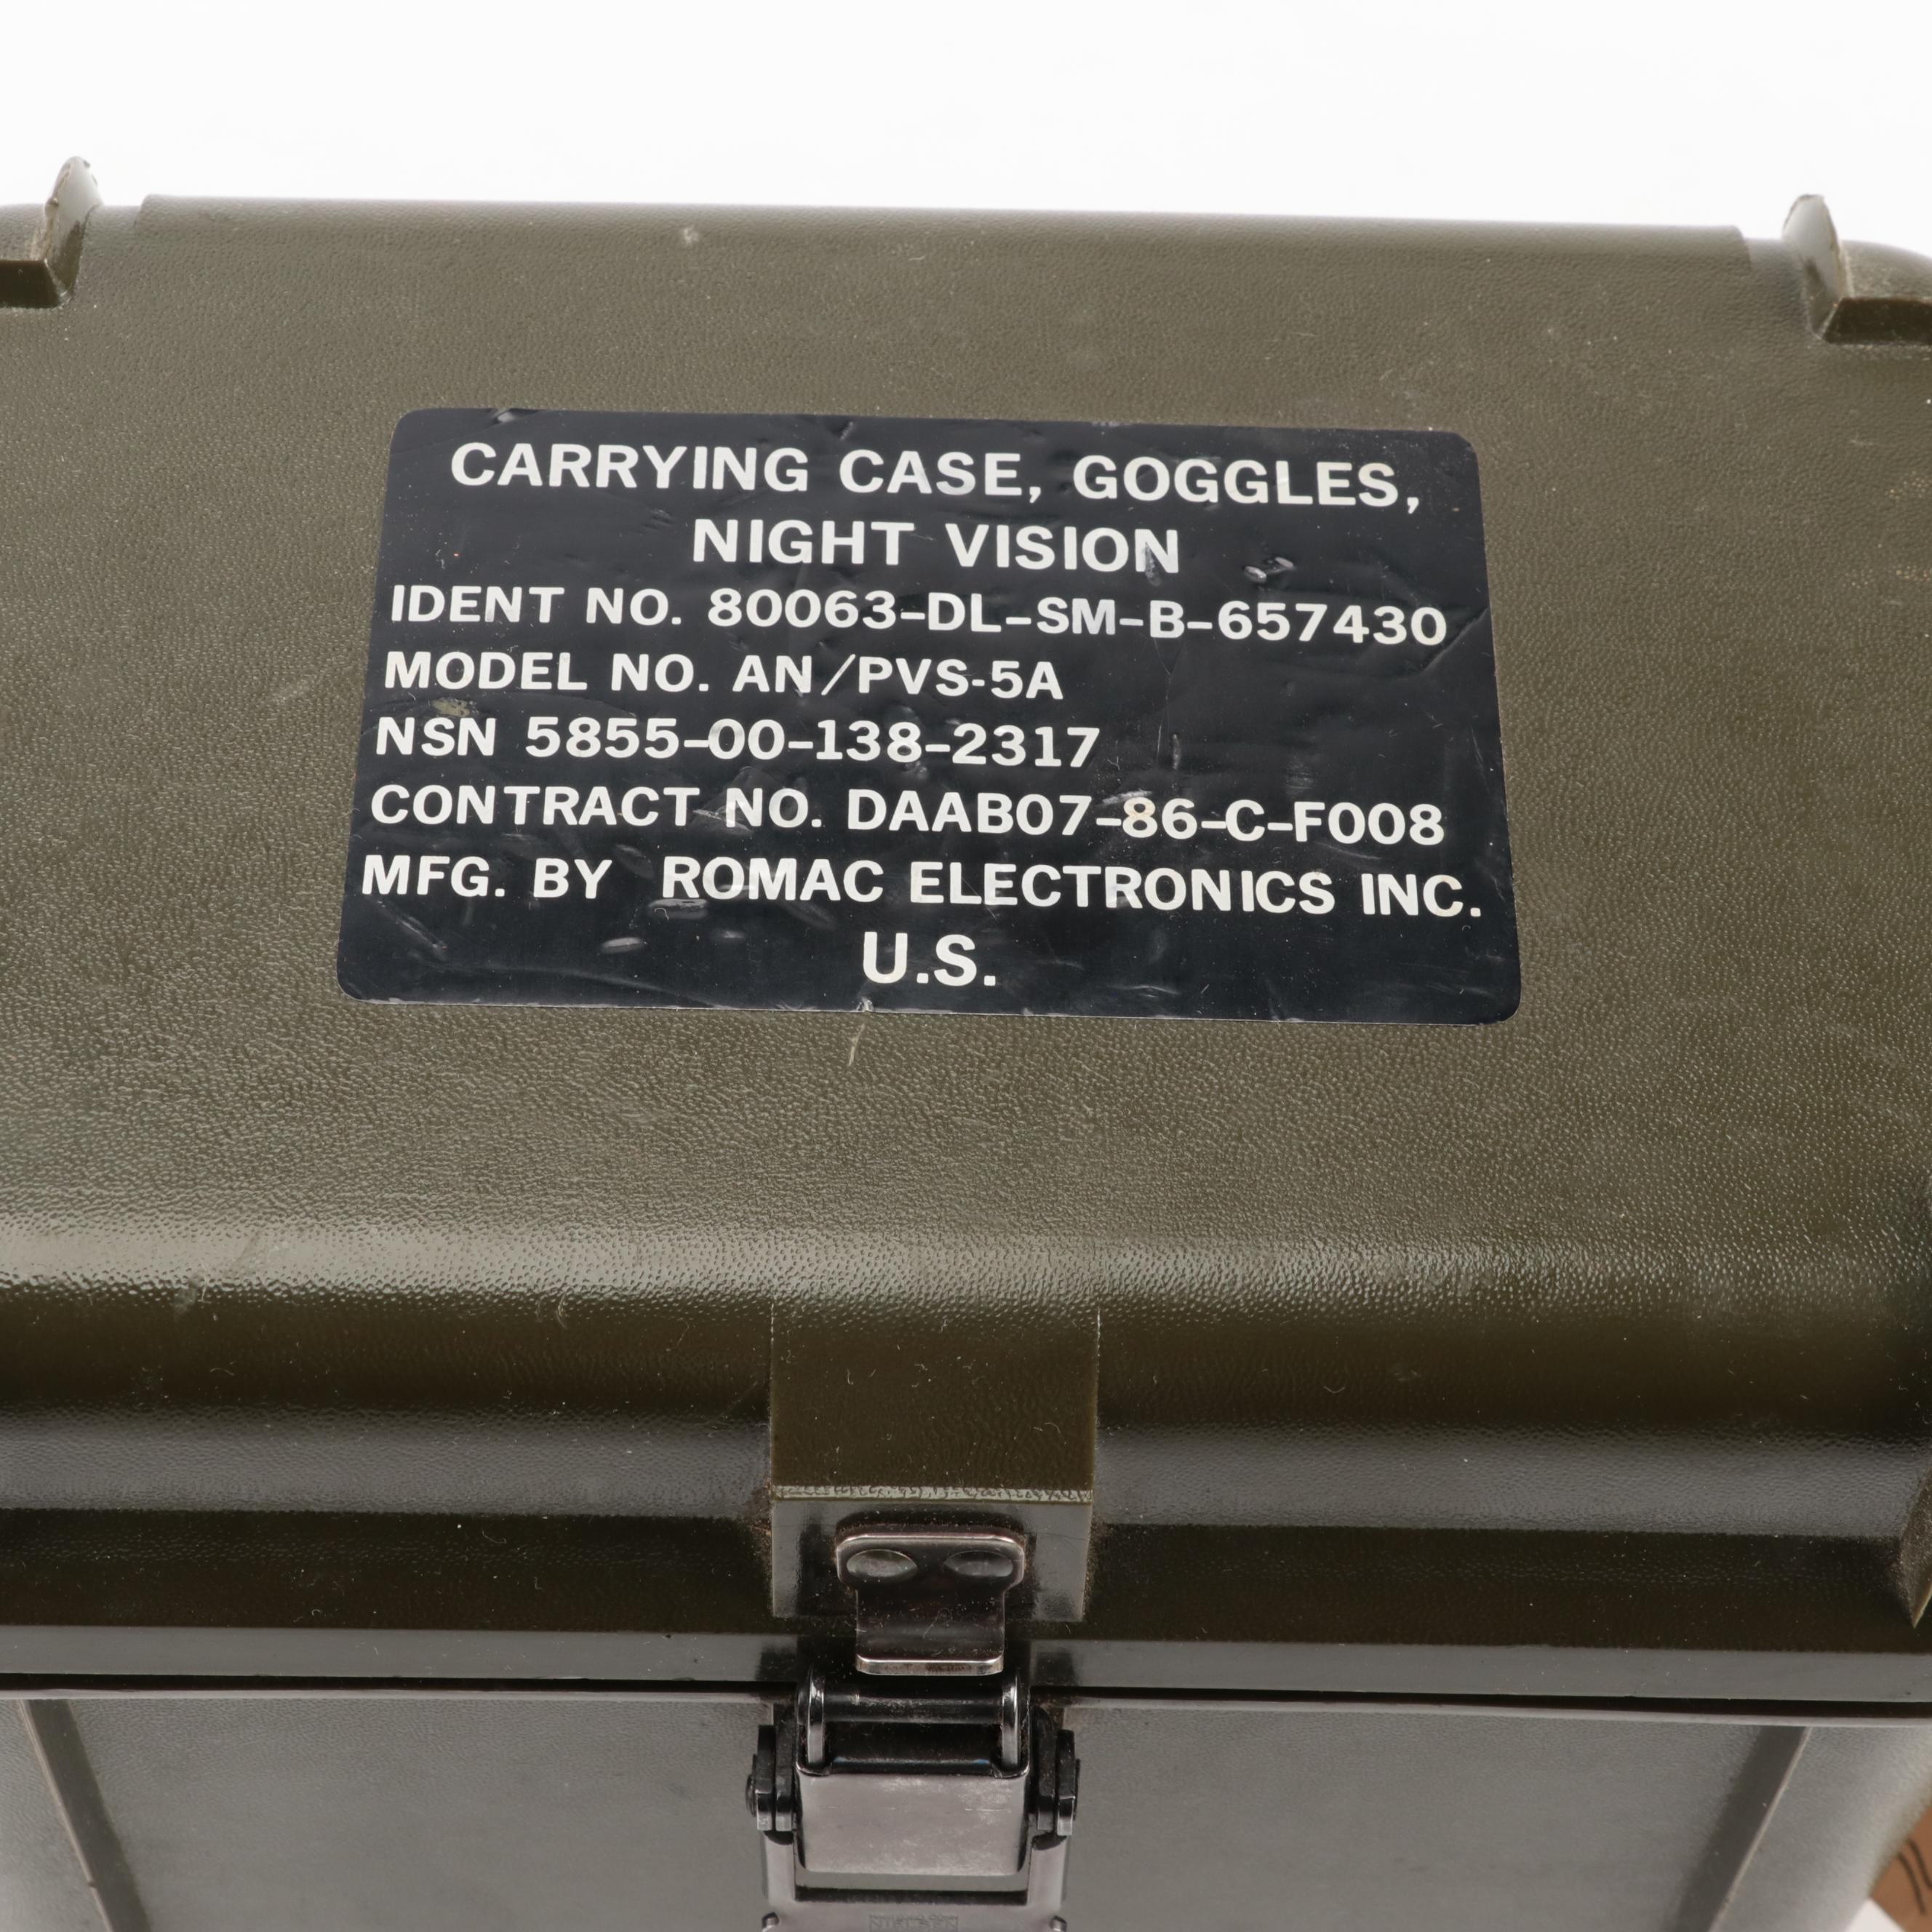 CARRYING CASE, GOGGLES,
NIGHT VISION
IDENT NO. 80063-DL-SM-B-657430
MODEL NO. AN/PVS-5A
NSN 5855-00-138-2317
CONTRACT NO. DAAB07-86-C-F008
MFG. BY ROMAC ELECTRONICS INC.
U.S.